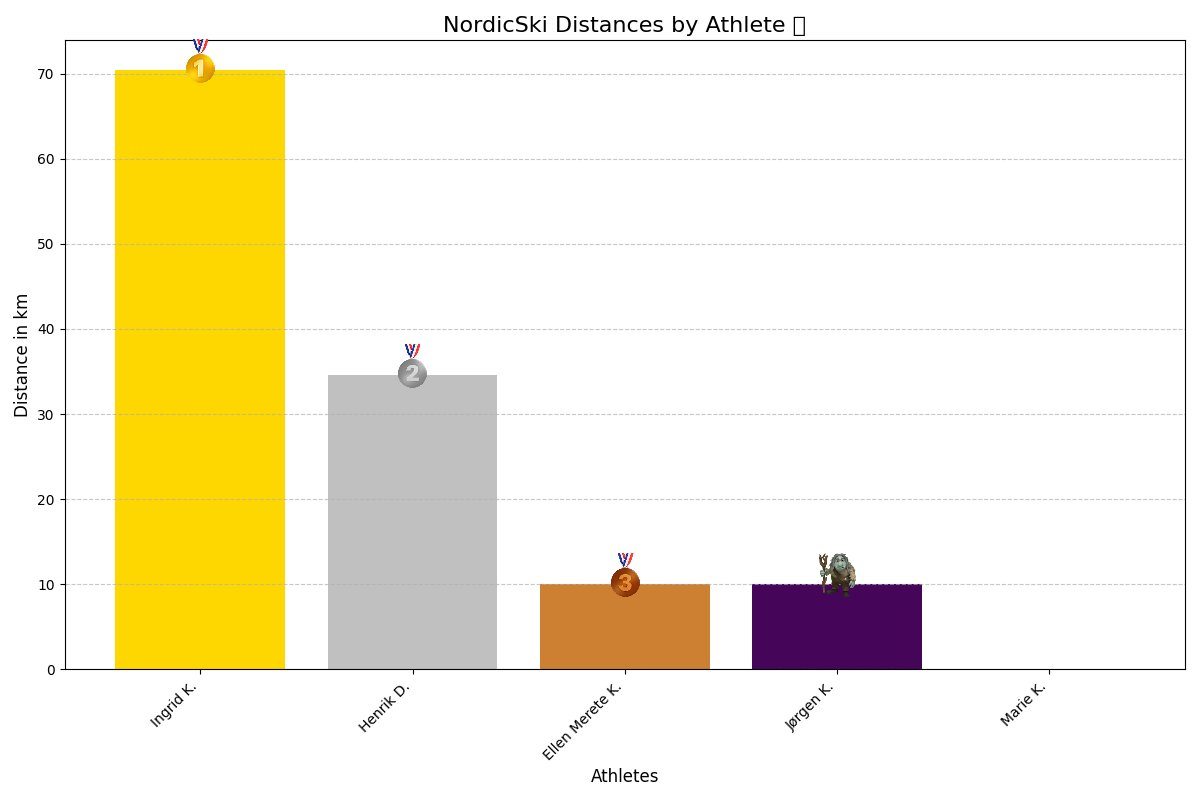 NordicSki Distances by Athlete
1
70
60
50
2
40
30
20
3
10
0
Distance in km
Ingrid K.
Henrik D.
Ellen Merete K.
Jørgen K.
Marie K.
Athletes